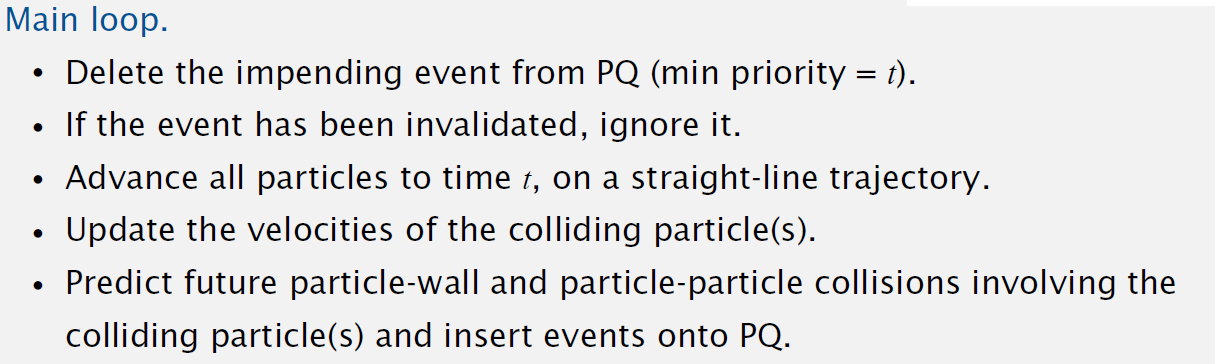 Main loop.
• Delete the impending event from PQ (min priority = t).
• If the event has been invalidated, ignore it.
• Advance all particles to time t, on a straight-line trajectory.
• Update the velocities of the colliding particle(s).
• Predict future particle-wall and particle-particle collisions involving the
colliding particle(s) and insert events onto PQ.